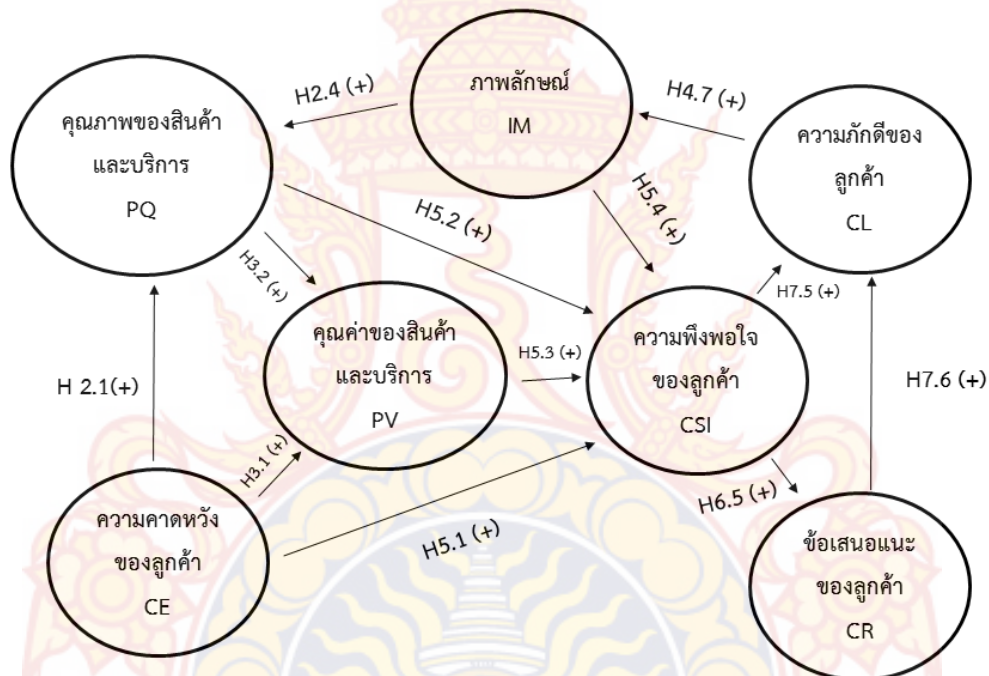 ภาพลักษณ์
IM
H2.4 (+)
H4.7 (+)
คุณภาพของสินค้า
และบริการ
PQ
ความภักดีของ
ลูกค้า
CL
H5.2 (+)
H5.4 (+)
H3.2 (+)
H7.5 (+)
คุณค่าของสินค้า
และบริการ
PV
H5.3 (+)
ความพึงพอใจ
ของลูกค้า
CSI
H 2.1(+)
H7.6 (+)
H3.1 (+)
H6.5 (+)
ความคาดหวัง
ของลูกค้า
CE
H5.1 (+)
ข้อเสนอแนะ
ของลูกค้า
CR